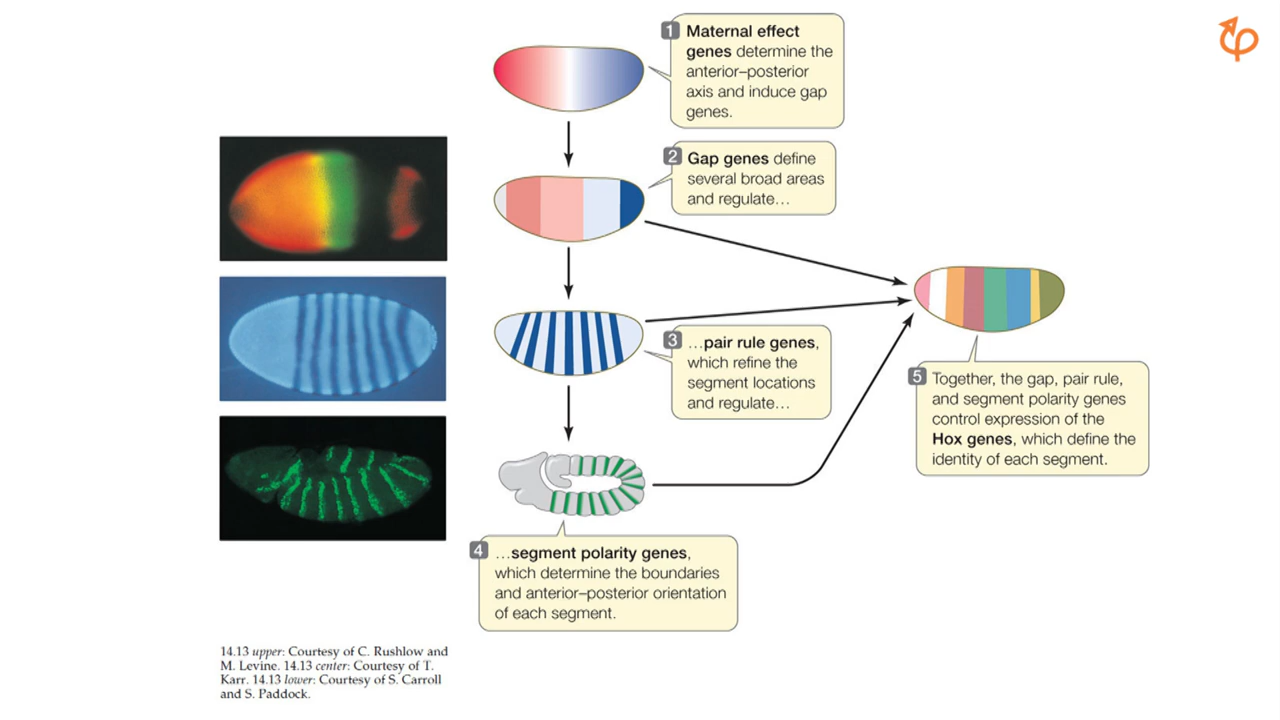 1 Maternal effect
genes determine the
anterior–posterior
axis and induce gap
genes.
2 Gap genes define
several broad areas
and regulate…
3 …pair rule genes,
which refine the
segment locations
and regulate…
4 …segment polarity genes,
which determine the boundaries
and anterior–posterior orientation
of each segment.
5 Together, the gap, pair rule,
and segment polarity genes
control expression of the
Hox genes, which define the
identity of each segment.
14.13 upper: Courtesy of C. Rushlow and
M. Levine. 14.13 center: Courtesy of T.
Karr. 14.13 lower: Courtesy of S. Carroll
and S. Paddock.